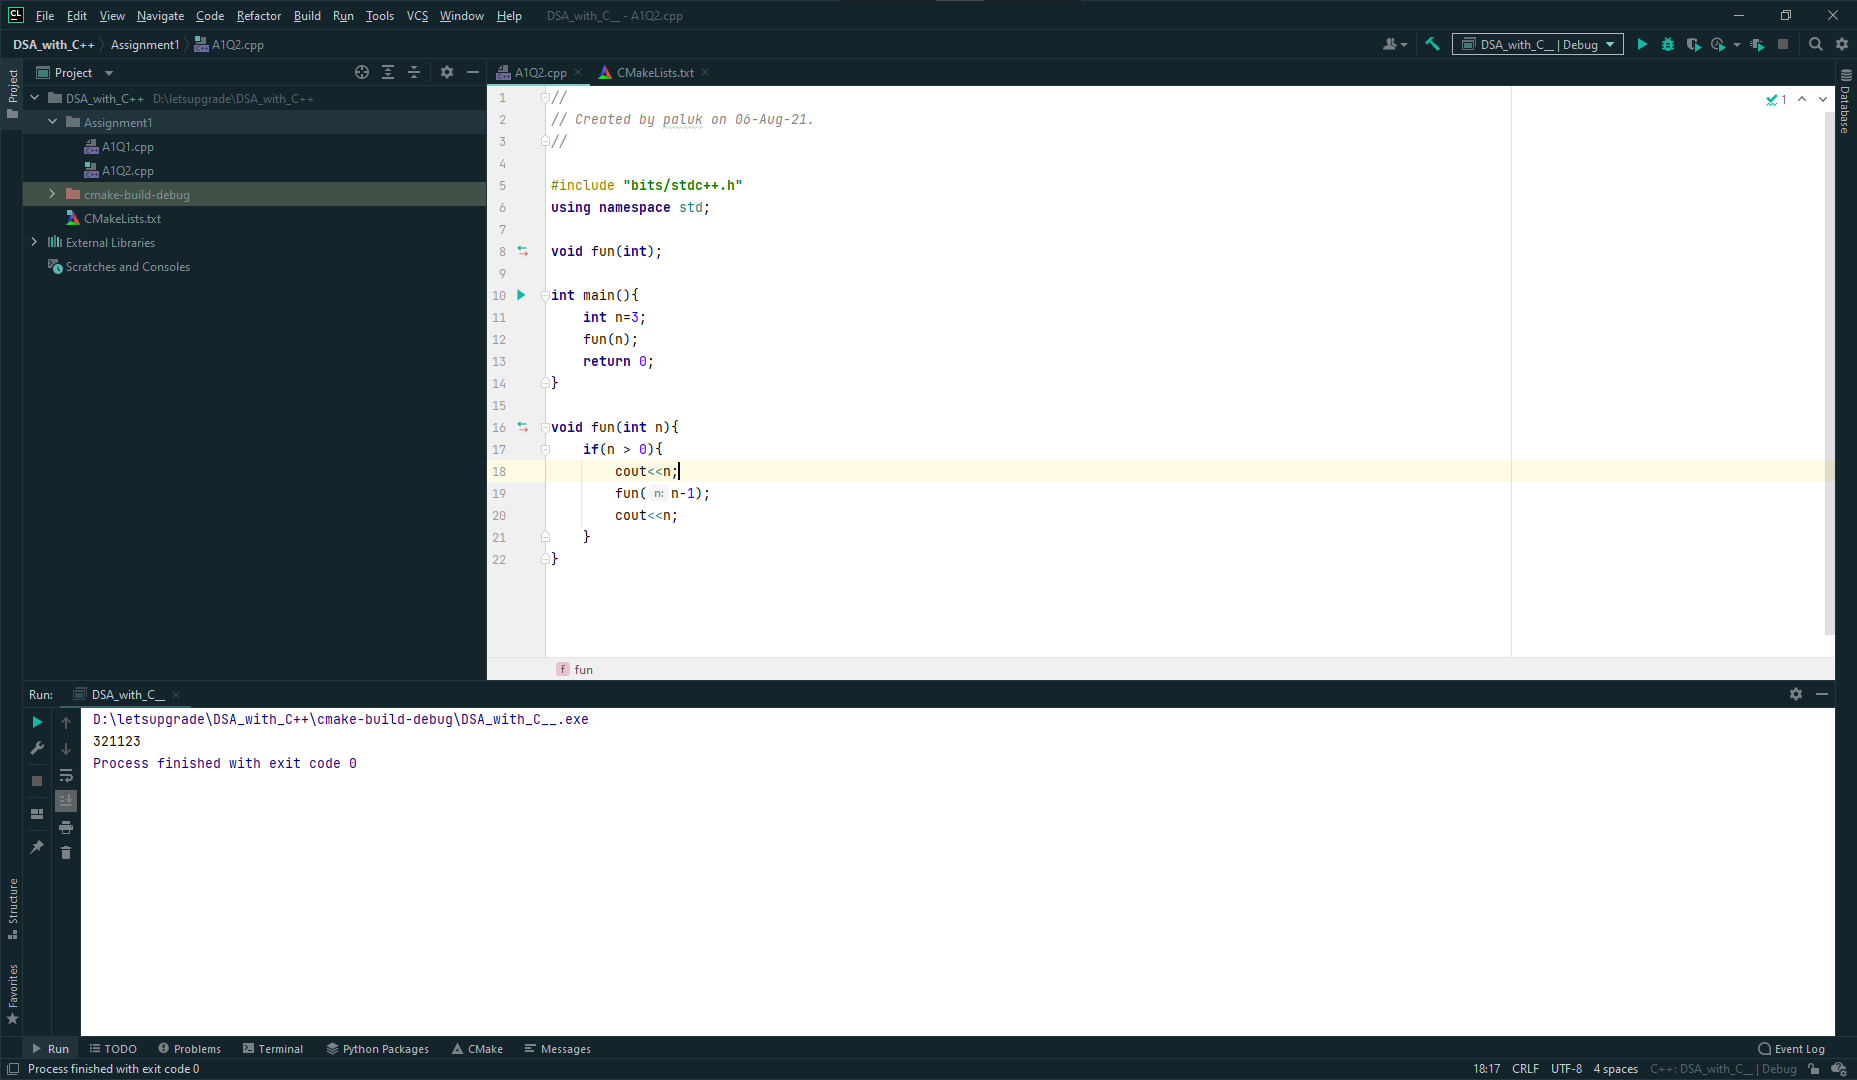 CL File Edit View Navigate Code Refactor Build Run Tools VCS Window Help DSA_with_C__ - A1Q2.cpp
DSA_with_C++ Assignment1 A1Q2.cpp DSA_with_C__ | Debug
Project
Project
A1Q2.cpp CMakeLists.txt
DSA_with_C++ D:\letsupgrade\DSA_with_C++
Assignment1
A1Q1.cpp
A1Q2.cpp
cmake-build-debug
CMakeLists.txt
External Libraries
Scratches and Consoles
1 //
2 // Created by paluk on 06-Aug-21.
3 //
4
5 #include "bits/stdc++.h"
6 using namespace std;
7
8 void fun(int);
9
10 int main(){
11 int n=3;
12 fun(n);
13 return 0;
14 }
15
16 void fun(int n){
17 if(n > 0){
18 cout<<n;
19 fun( n: n-1);
20 cout<<n;
21 }
22 }
1
Database
f fun
Run: DSA_with_C__
D:\letsupgrade\DSA_with_C++\cmake-build-debug\DSA_with_C__.exe
321123
Process finished with exit code 0
Structure
Favorites
Run TODO Problems Terminal Python Packages CMake Messages Event Log
Process finished with exit code 0 18:17 CRLF UTF-8 4 spaces C++: DSA_with_C__ | Debug